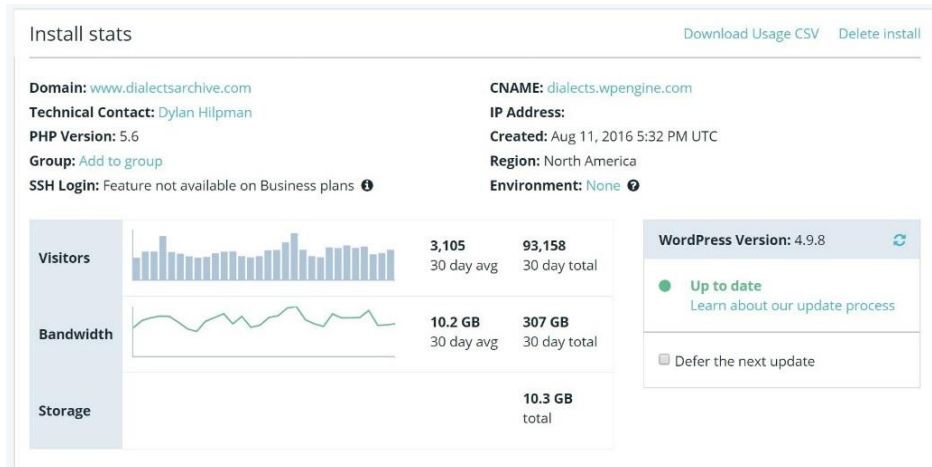 Install stats
Download Usage CSV Delete install
Domain: www.dialectsarchive.com
Technical Contact: Dylan Hilpman
PHP Version: 5.6
Group: Add to group
SSH Login: Feature not available on Business plans
CNAME: dialects.wpengine.com
IP Address:
Created: Aug 11, 2016 5:32 PM UTC
Region: North America
Environment: None
Visitors
3,105 93,158
30 day avg 30 day total
Bandwidth
10.2 GB 307 GB
30 day avg 30 day total
Storage
10.3 GB
total
WordPress Version: 4.9.8
Up to date
Learn about our update process
Defer the next update